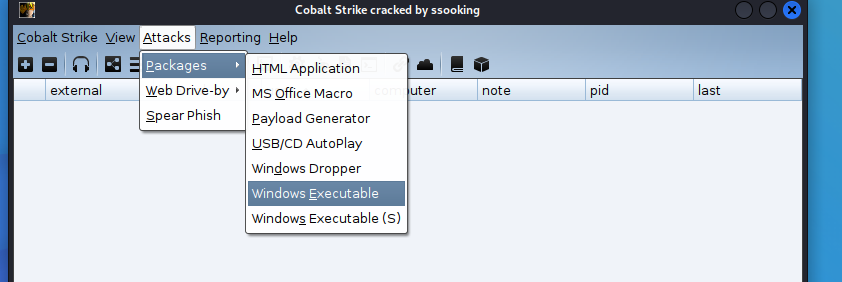 Cobalt Strike cracked by ssooking
Cobalt Strike View Attacks Reporting Help
Packages
Web Drive-by
Spear Phish
HTML Application
MS Office Macro
Payload Generator
USB/CD AutoPlay
Windows Dropper
Windows Executable
Windows Executable (S)
external computer note pid last